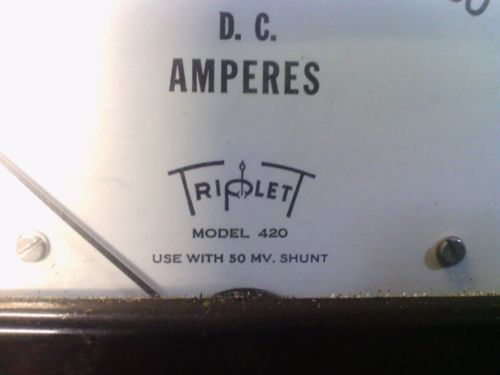 D. C.
AMPERES
TRIPLETT
MODEL 420
USE WITH 50 MV. SHUNT